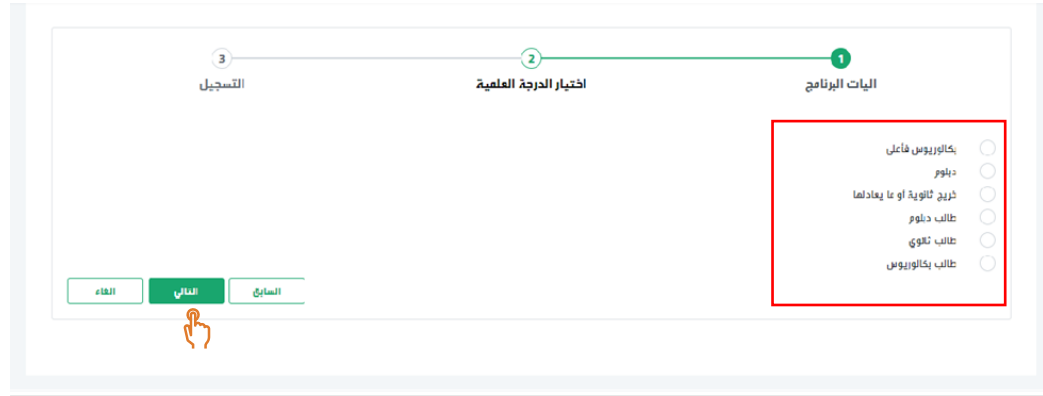 1
اليات البرنامج
2
اختيار الدرجة العلمية
3
التسجيل
بكالوريوس فأعلى
دبلوم
خريج ثانوية أو ما يعادلها
طالب دبلوم
طالب ثانوي
طالب بكالوريوس
السابق
التالي
الغاء